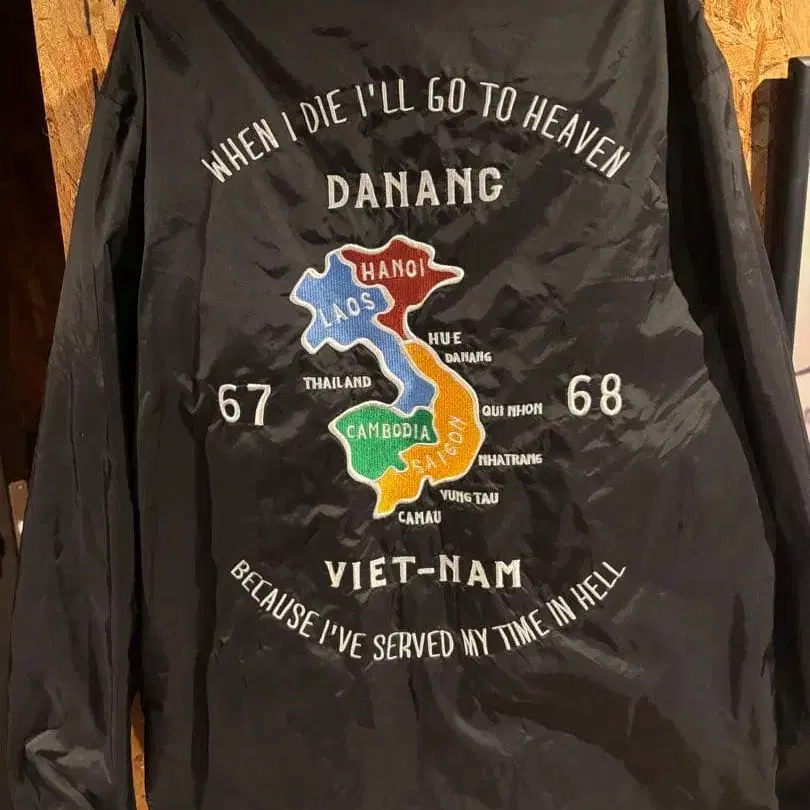 WHEN I DIE I'LL GO TO HEAVEN
DANANG
HANOI
LAOS
HUE
DANANG
THAILAND
67
68
QUI NHON
CAMBODIA
SAIGON
NHATRANG
VUNG TAU
CAMAU
VIET-NAM
BECAUSE I'VE SERVED MY TIME IN HELL